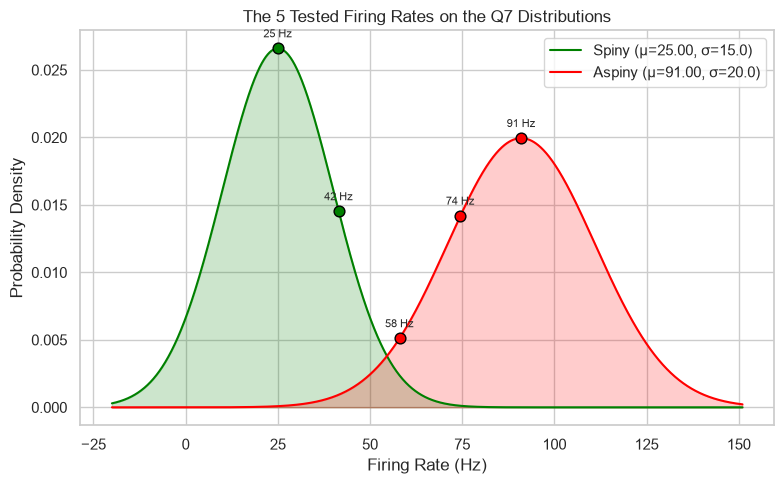 The 5 Tested Firing Rates on the Q7 Distributions
25 Hz
Spiny (μ=25.00, σ=15.0)
Aspiny (μ=91.00, σ=20.0)
91 Hz
42 Hz
74 Hz
58 Hz
Probability Density
0.025
0.020
0.015
0.010
0.005
0.000
−25
0
25
50
75
100
125
150
Firing Rate (Hz)